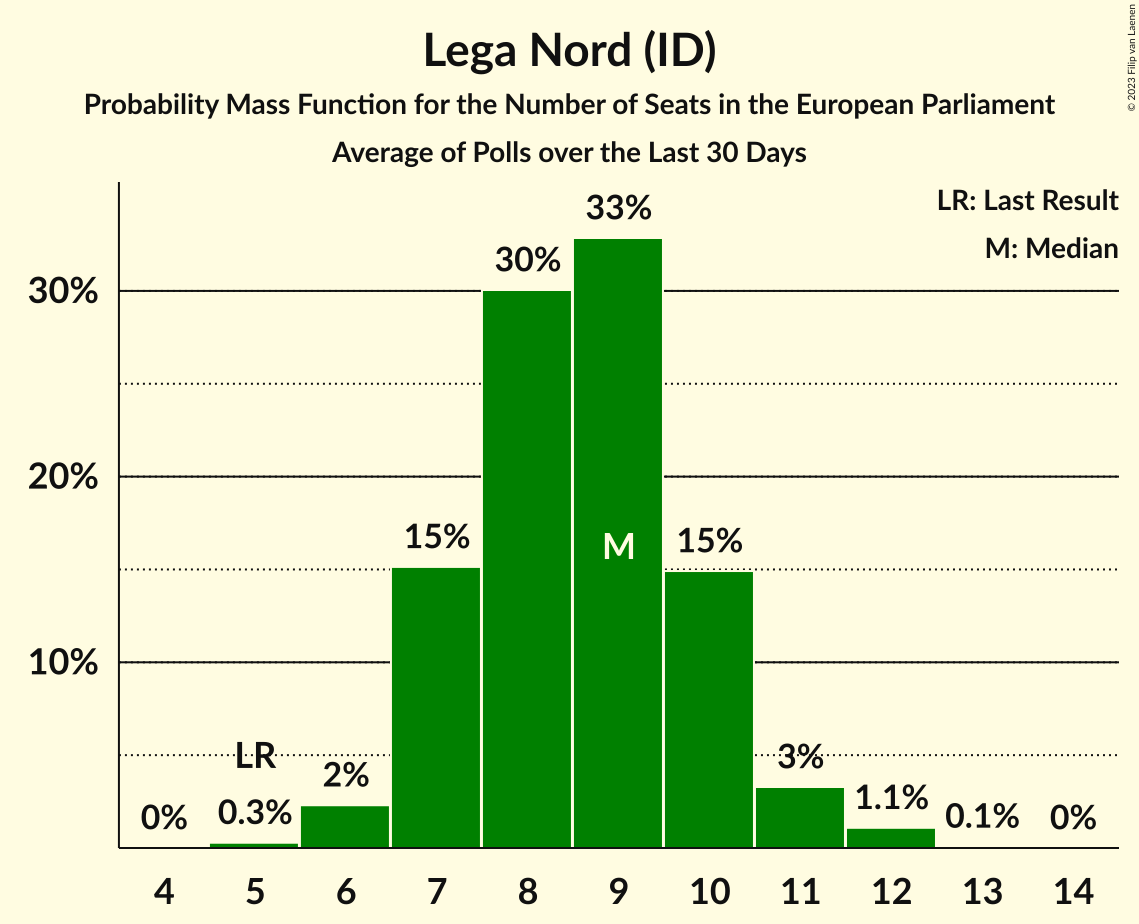 Lega Nord (ID)
Probability Mass Function for the Number of Seats in the European Parliament
Average of Polls over the Last 30 Days
© 2023 Filip van Laenen
LR: Last Result
M: Median
30%
20%
10%
0%
LR
0.3%
2%
15%
30%
33%
M
15%
3%
1.1%
0.1%
0%
4 5 6 7 8 9 10 11 12 13 14